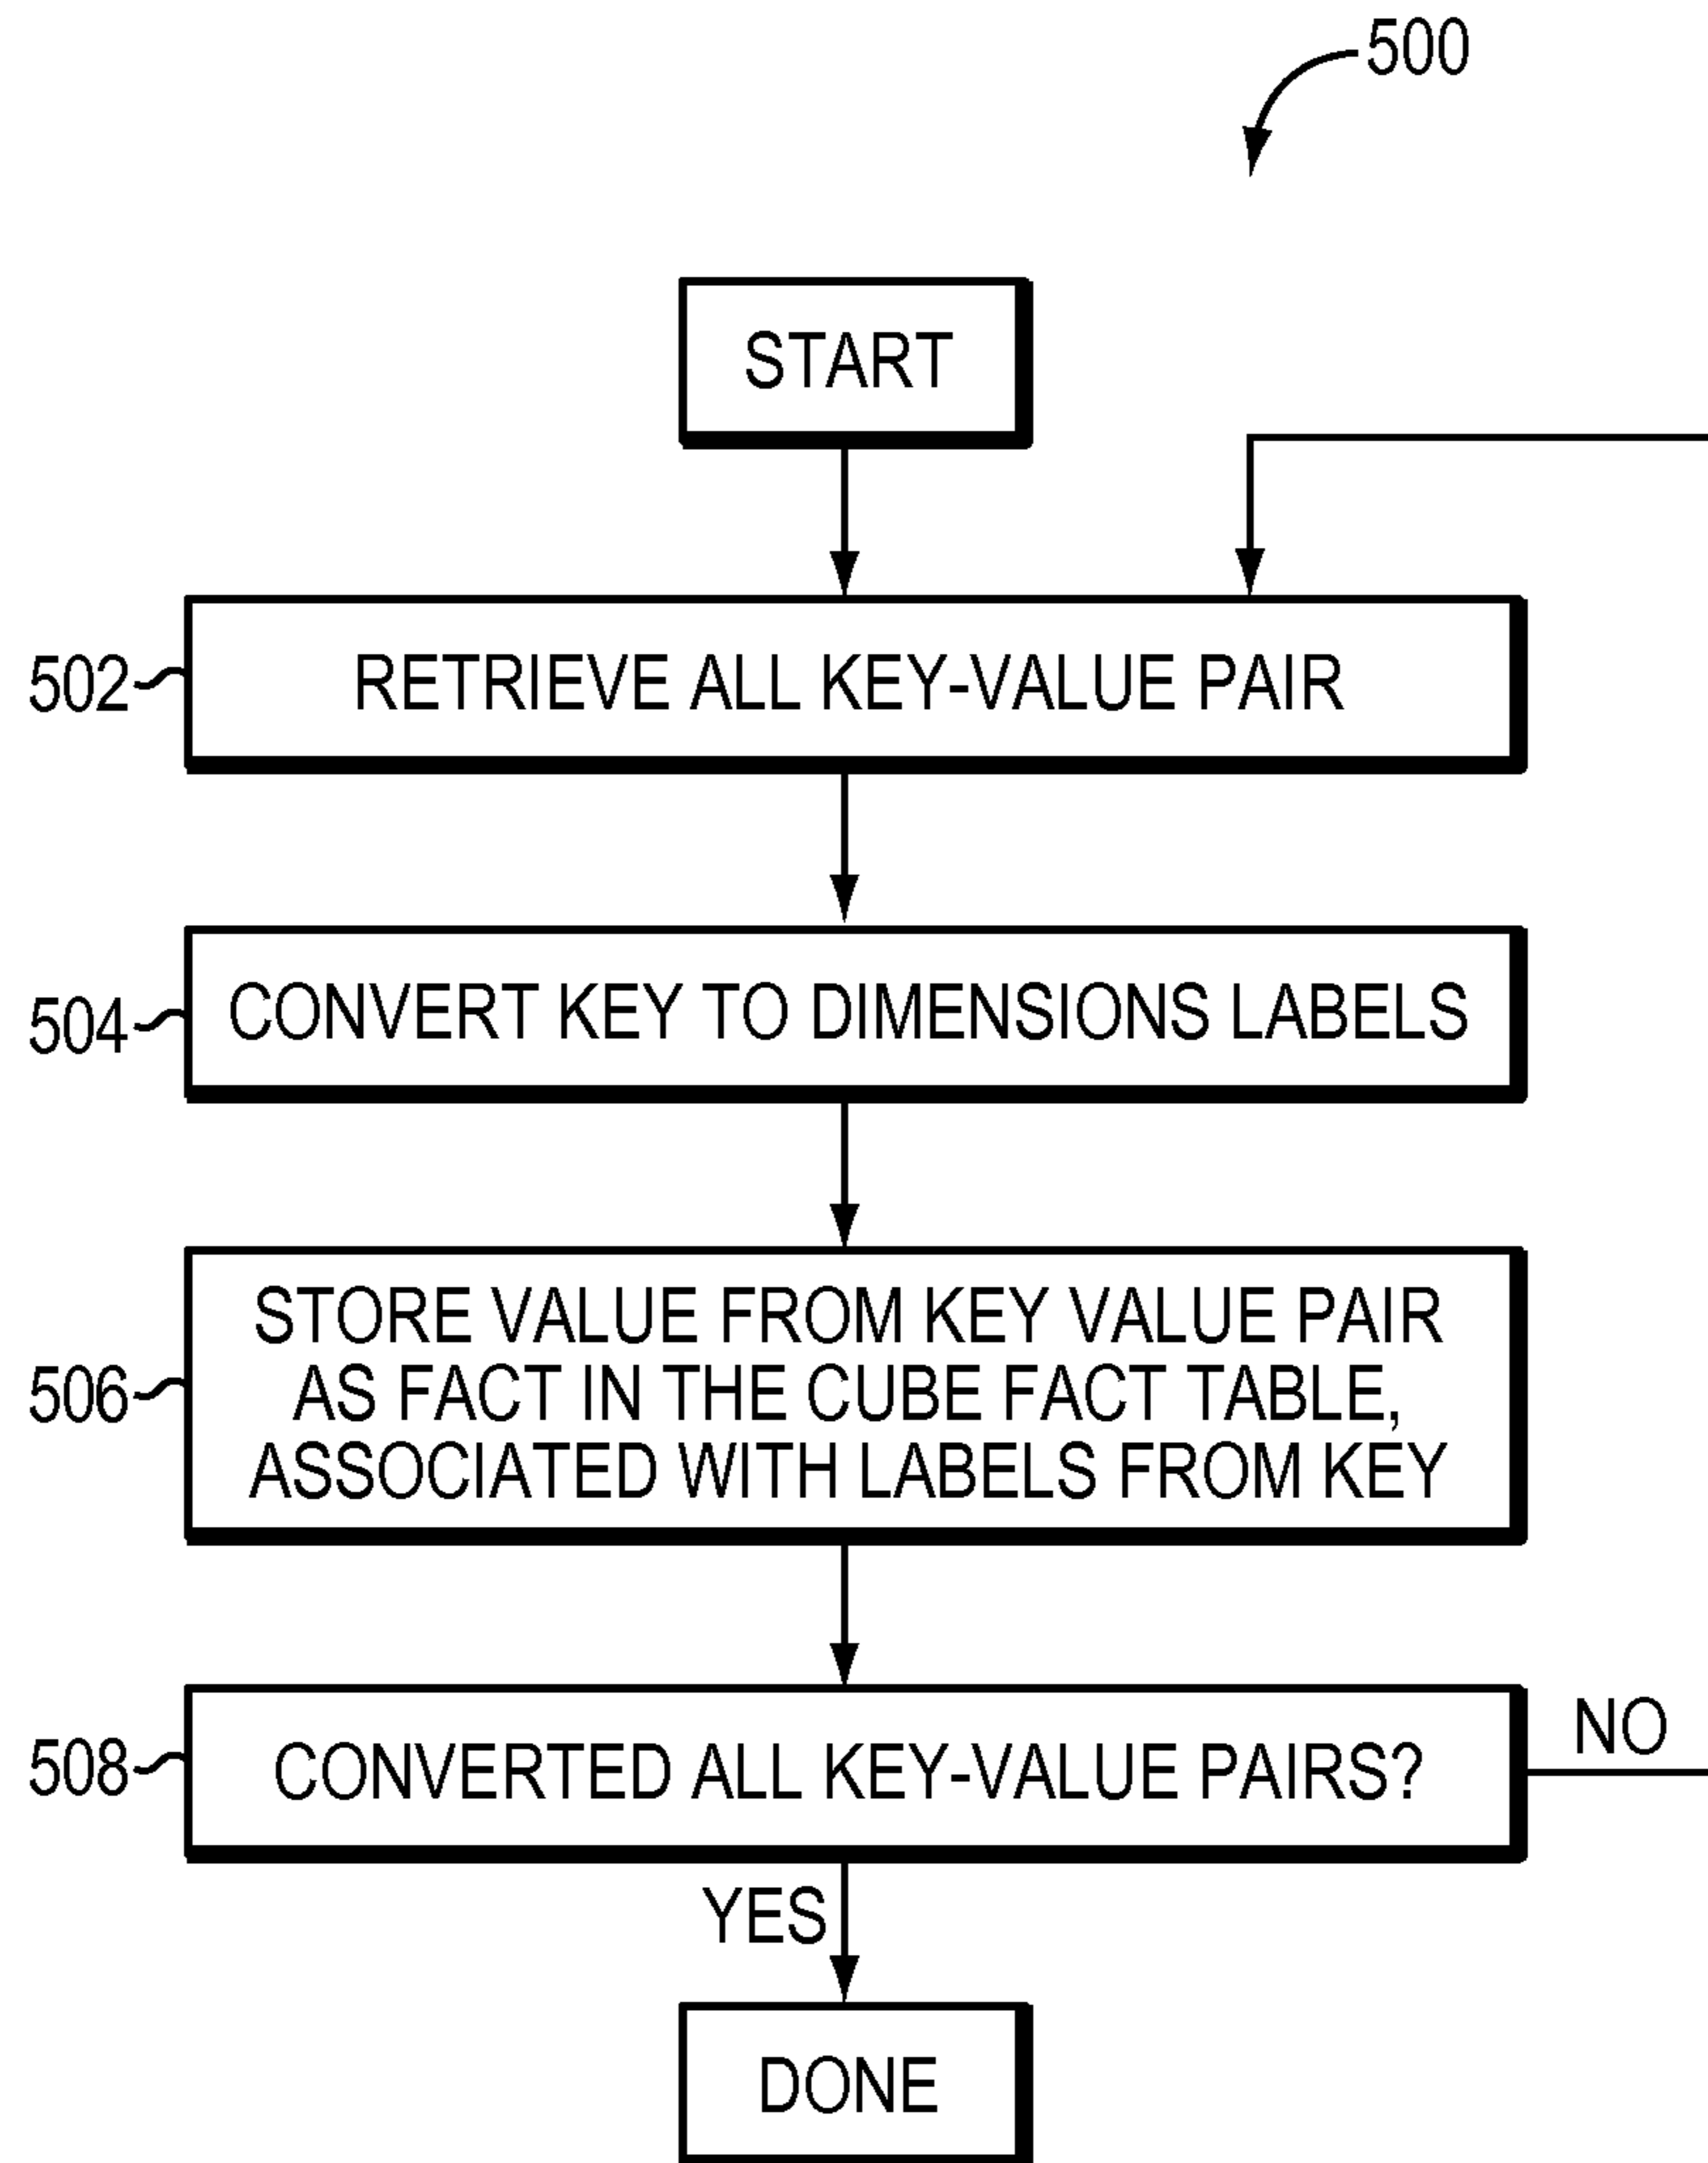 500
START
502
RETRIEVE ALL KEY-VALUE PAIR
504
CONVERT KEY TO DIMENSIONS LABELS
506
STORE VALUE FROM KEY VALUE PAIR
AS FACT IN THE CUBE FACT TABLE,
ASSOCIATED WITH LABELS FROM KEY
508
CONVERTED ALL KEY-VALUE PAIRS?
NO
YES
DONE